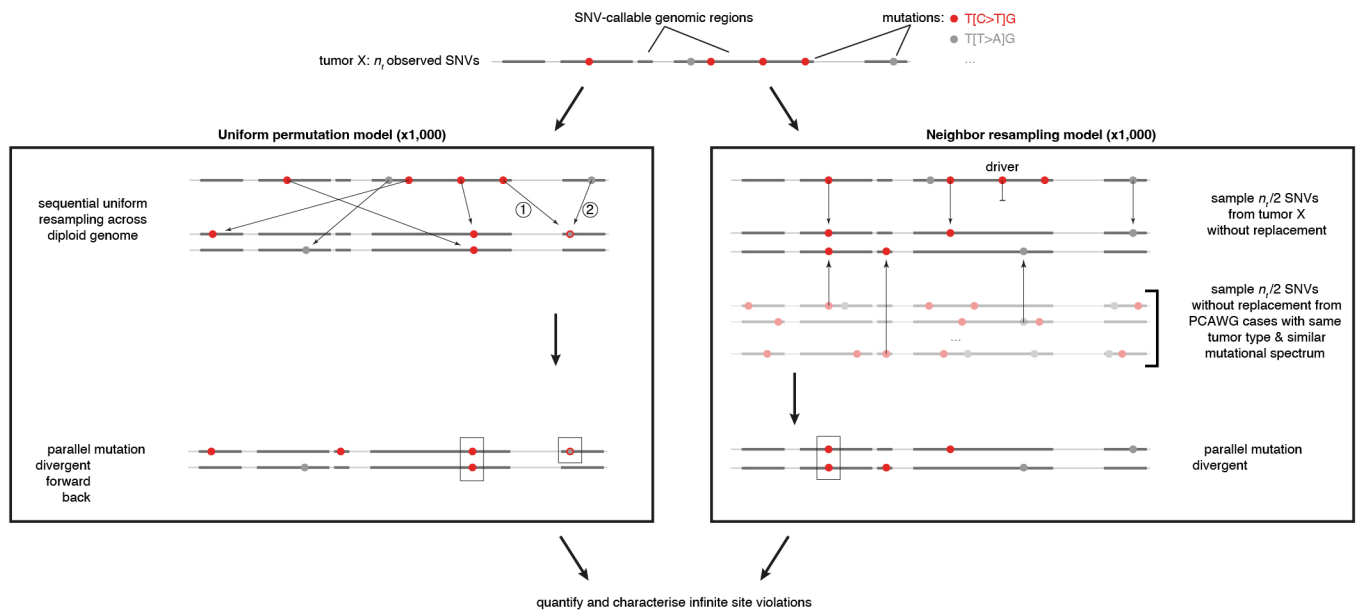 SNV-callable genomic regions
mutations: T[C>T]G
T[T>A]G
...
tumor X: nt observed SNVs
Uniform permutation model (x1,000)
sequential uniform
resampling across
diploid genome
1
2
parallel mutation
divergent
forward
back
Neighbor resampling model (x1,000)
driver
sample nt/2 SNVs
from tumor X
without replacement
sample nt/2 SNVs
without replacement from
PCAWG cases with same
tumor type & similar
mutational spectrum
...
parallel mutation
divergent
quantify and characterise infinite site violations